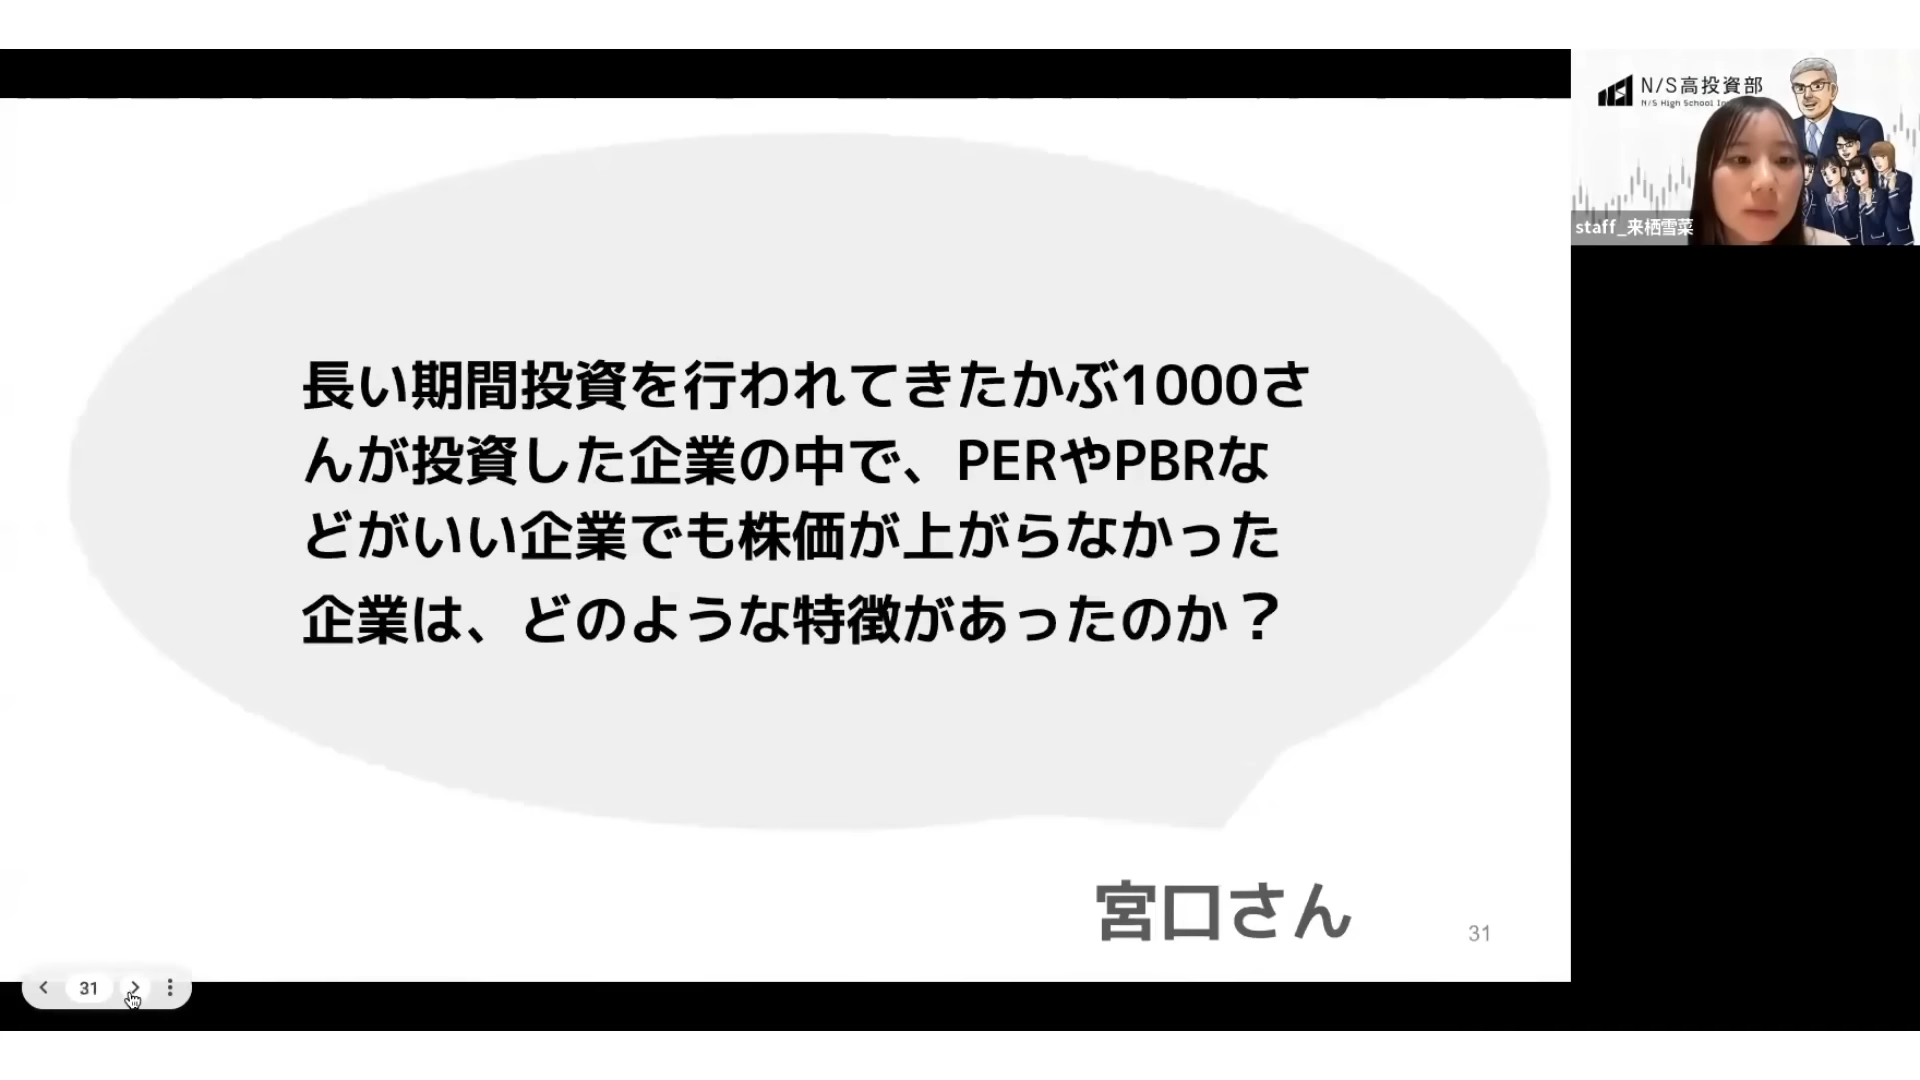 長い期間投資を行われてきたかぶ1000さ
んが投資した企業の中で、PERやPBRな
どがいい企業でも株価が上がらなかった
企業は、どのような特徴があったのか？
宮口さん
31
31
N/S高投資部
N/S High School
staff_来栖雪菜